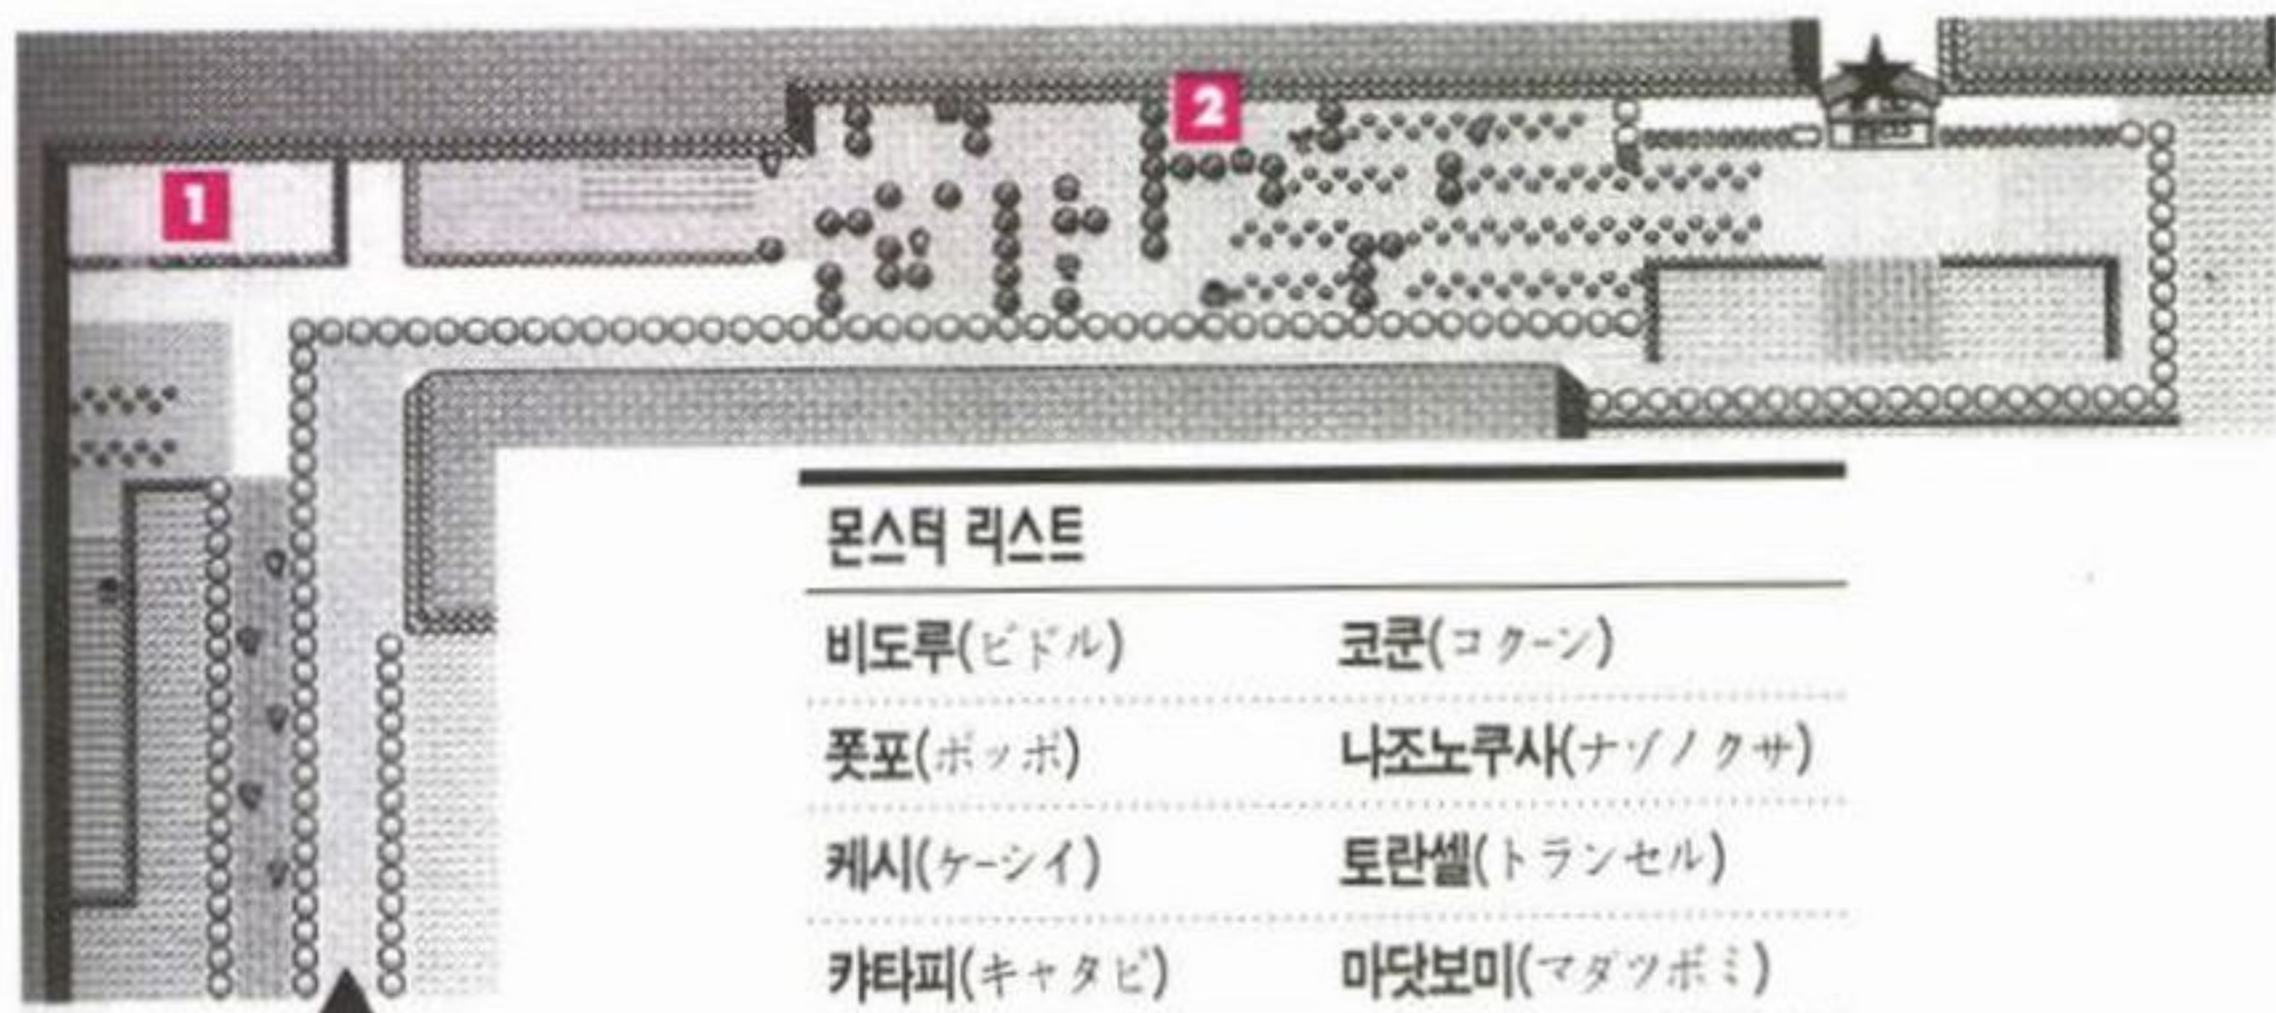 1
2
몬스터 리스트
비도루(ビドル) 코쿤(コクーン)
폿포(ポッポ) 나조노쿠사(ナゾノクサ)
케시(ケーシイ) 토란셀(トランセル)
캬타피(キャタピ) 마닷보미(マダツボミ)